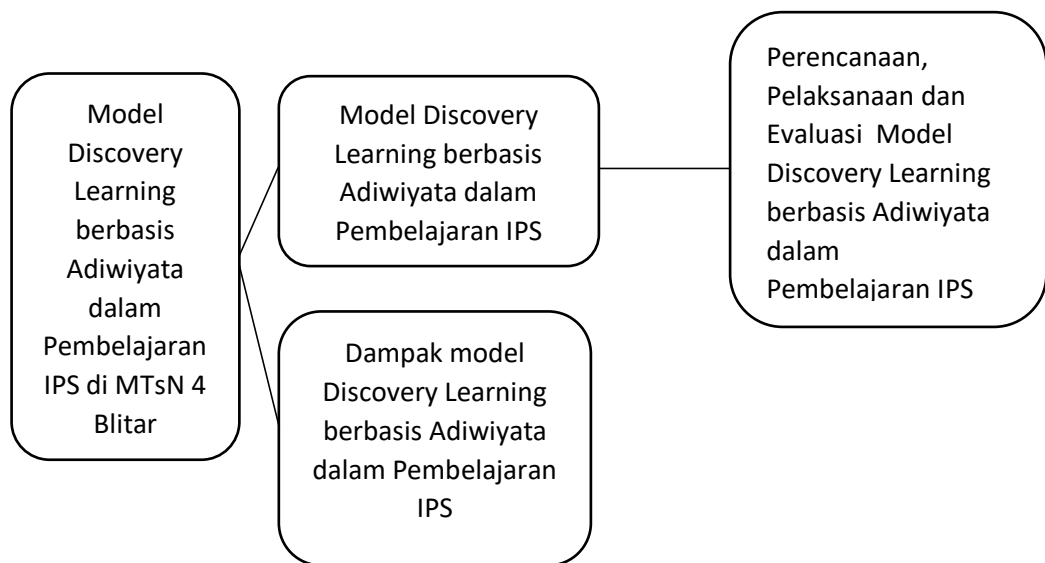 Model
Discovery
Learning
berbasis
Adiwiyata
dalam
Pembelajaran
IPS di MTsN 4
Blitar
Model Discovery
Learning berbasis
Adiwiyata dalam
Pembelajaran IPS
Dampak model
Discovery Learning
berbasis Adiwiyata
dalam Pembelajaran
IPS
Perencanaan,
Pelaksanaan dan
Evaluasi Model
Discovery Learning
berbasis Adiwiyata
dalam
Pembelajaran IPS